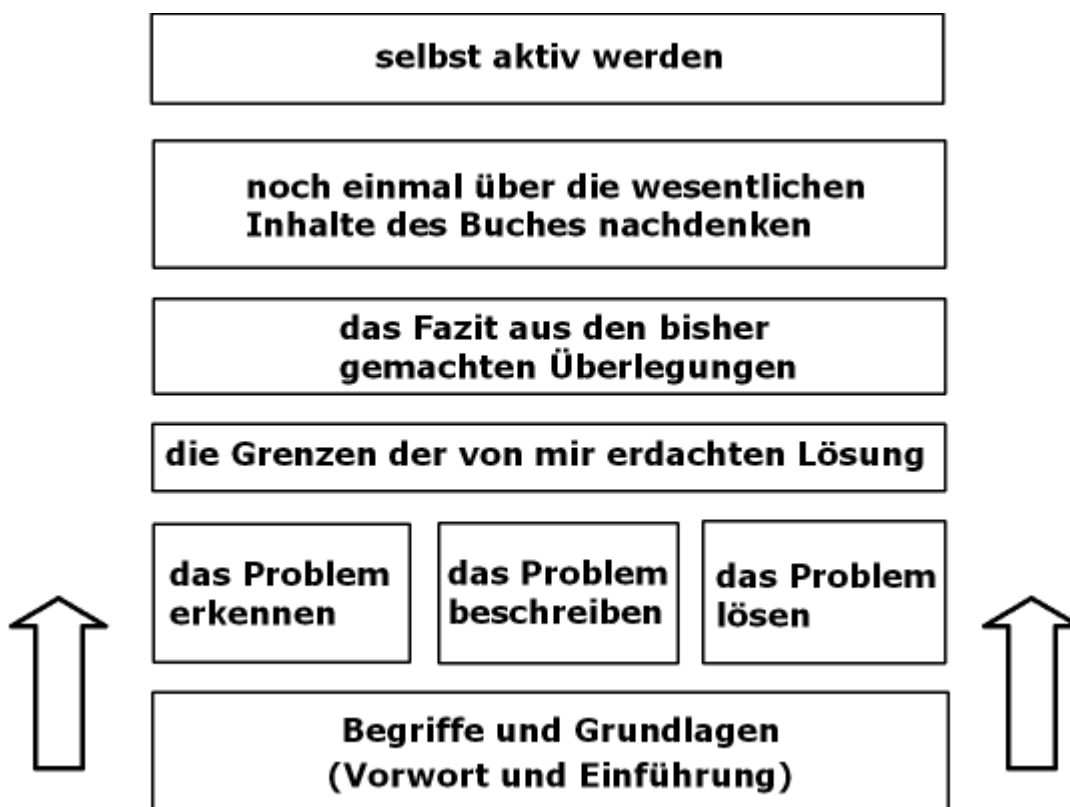 selbst aktiv werden
noch einmal über die wesentlichen
Inhalte des Buches nachdenken
das Fazit aus den bisher
gemachten Überlegungen
die Grenzen der von mir erdachten Lösung
das Problem
erkennen
das Problem
beschreiben
das Problem
lösen
Begriffe und Grundlagen
(Vorwort und Einführung)